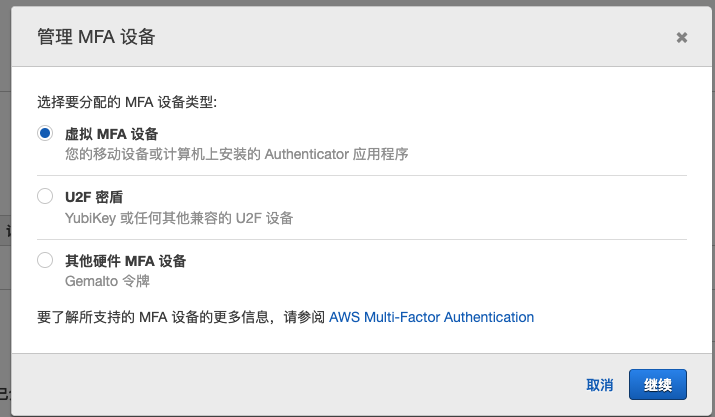 管理 MFA 设备
选择要分配的 MFA 设备类型:
虚拟 MFA 设备
您的移动设备或计算机上安装的 Authenticator 应用程序
U2F 密盾
YubiKey 或任何其他兼容的 U2F 设备
其他硬件 MFA 设备
Gemalto 令牌
要了解所支持的 MFA 设备的更多信息，请参阅 AWS Multi-Factor Authentication
取消 继续